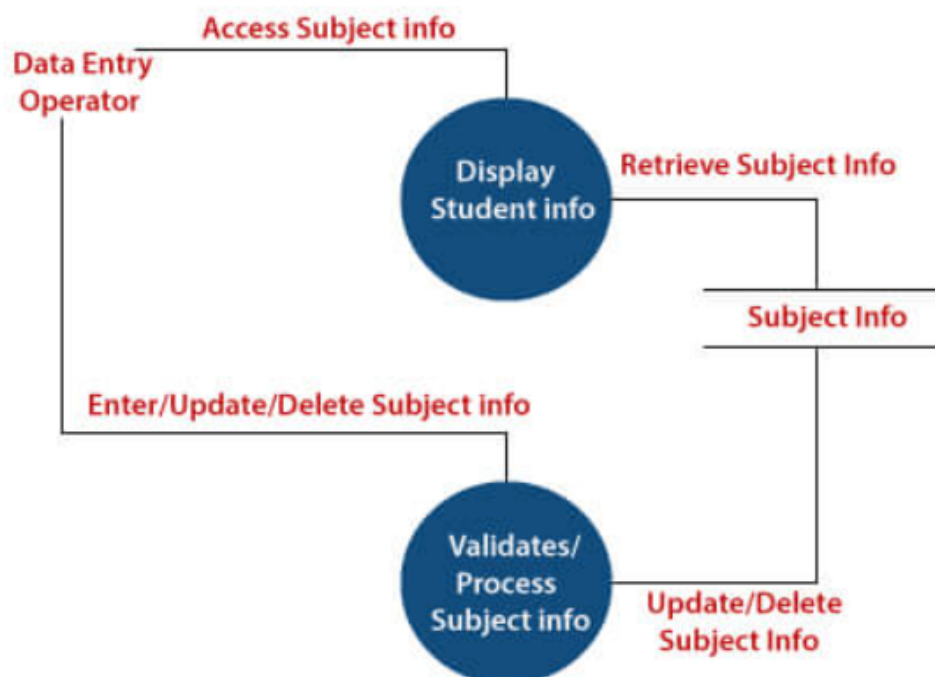 Access Subject info
Data Entry
Operator
Display
Student info
Retrieve Subject Info
Subject Info
Enter/Update/Delete Subject info
Validates/
Process
Subject info
Update/Delete
Subject Info